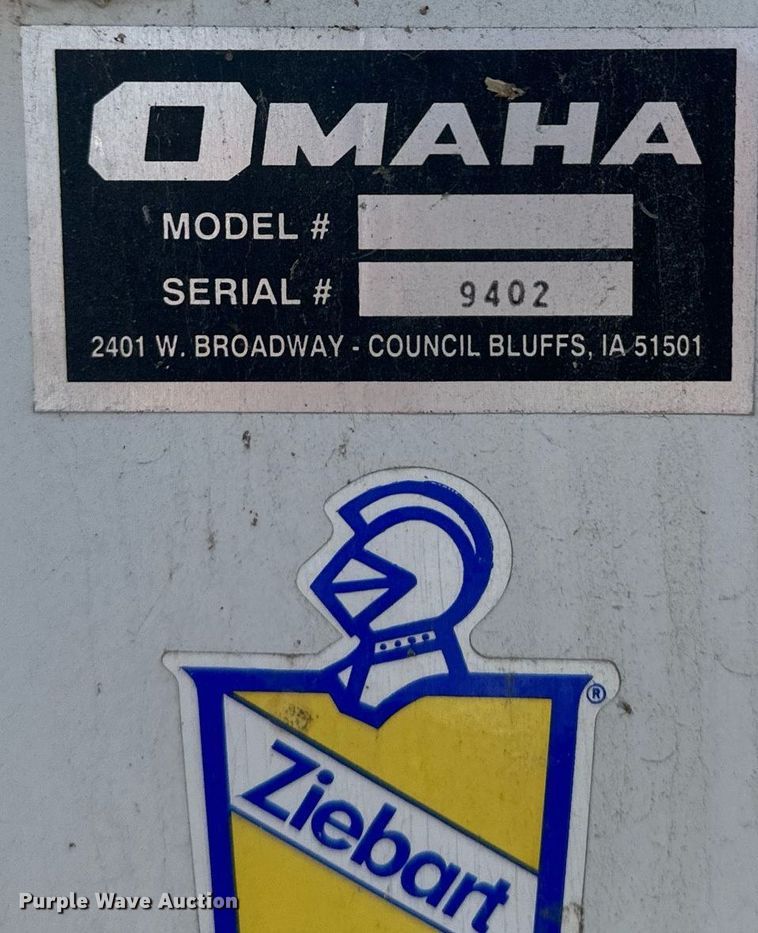 OMAHA
MODEL #
SERIAL # 9402
2401 W. BROADWAY - COUNCIL BLUFFS, IA 51501
®
Ziebart
Purple Wave Auction